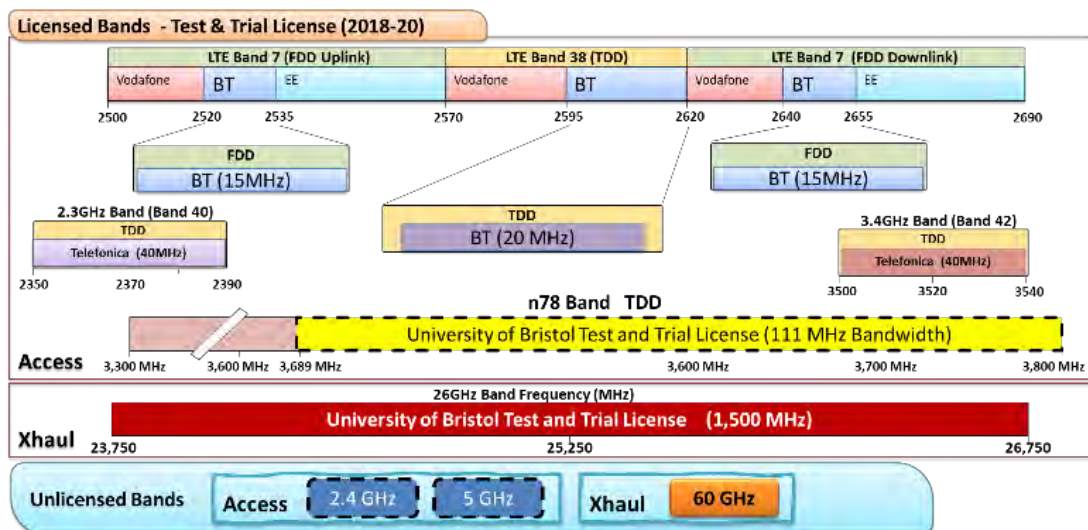 Licensed Bands - Test & Trial License (2018-20)
LTE Band 7 (FDD Uplink) LTE Band 38 (TDD) LTE Band 7 (FDD Downlink)
Vodafone BT EE Vodafone BT Vodafone BT EE
2500 2520 2535 2570 2595 2620 2640 2655 2690
FDD
BT (15MHz)
TDD
BT (20 MHz)
FDD
BT (15MHz)
2.3GHz Band (Band 40)
TDD
Telefonica (40MHz)
2350 2370 2390
3.4GHz Band (Band 42)
TDD
Telefonica (40MHz)
3500 3520 3540
n78 Band TDD
University of Bristol Test and Trial License (111 MHz Bandwidth)
Access
3,300 MHz 3,600 MHz 3,689 MHz 3,600 MHz 3,700 MHz 3,800 MHz
26GHz Band Frequency (MHz)
University of Bristol Test and Trial License (1,500 MHz)
Xhaul
23,750 25,250 26,750
Unlicensed Bands Access 2.4 GHz 5 GHz Xhaul 60 GHz